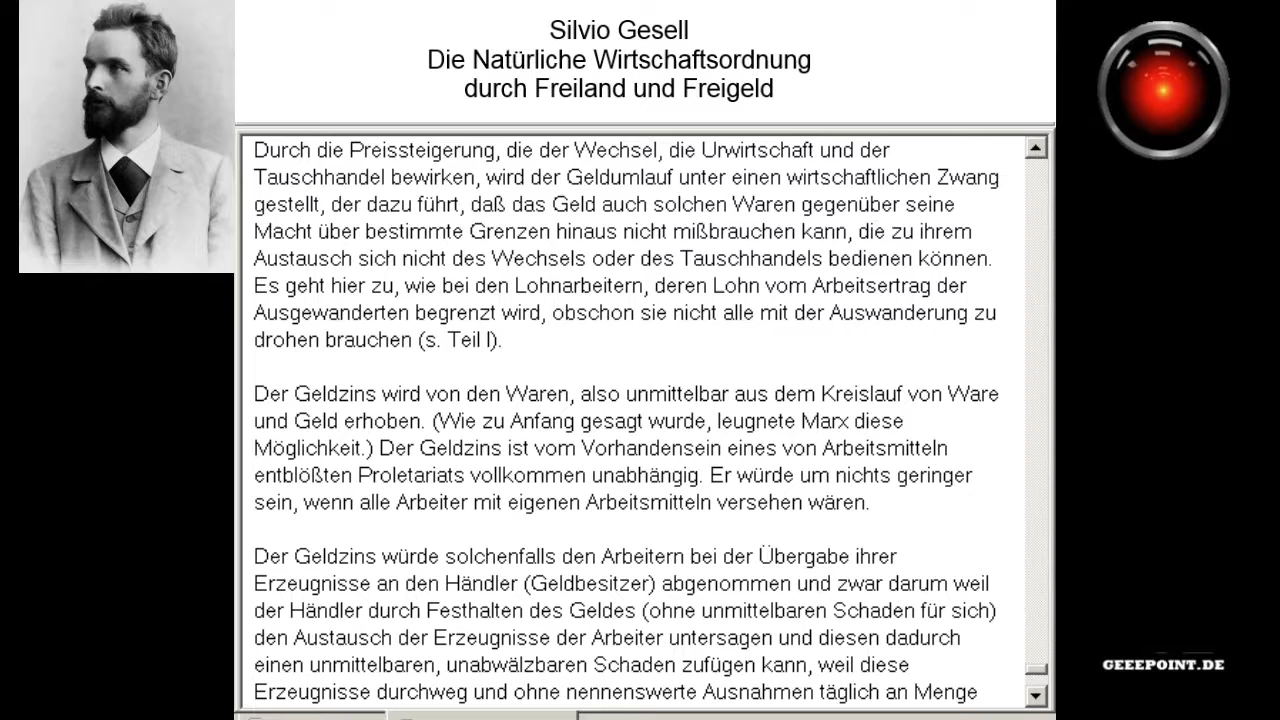 Silvio Gesell
Die Natürliche Wirtschaftsordnung
durch Freiland und Freigeld
Durch die Preissteigerung, die der Wechsel, die Urwirtschaft und der
Tauschhandel bewirken, wird der Geldumlauf unter einen wirtschaftlichen Zwang
gestellt, der dazu führt, daß das Geld auch solchen Waren gegenüber seine
Macht über bestimmte Grenzen hinaus nicht mißbrauchen kann, die zu ihrem
Austausch sich nicht des Wechsels oder des Tauschhandels bedienen können.
Es geht hier zu, wie bei den Lohnarbeitern, deren Lohn vom Arbeitsertrag der
Ausgewanderten begrenzt wird, obschon sie nicht alle mit der Auswanderung zu
drohen brauchen (s. Teil I).
Der Geldzins wird von den Waren, also unmittelbar aus dem Kreislauf von Ware
und Geld erhoben. (Wie zu Anfang gesagt wurde, leugnete Marx diese
Möglichkeit.) Der Geldzins ist vom Vorhandensein eines von Arbeitsmitteln
entblößten Proletariats vollkommen unabhängig. Er würde um nichts geringer
sein, wenn alle Arbeiter mit eigenen Arbeitsmitteln versehen wären.
Der Geldzins würde solchenfalls den Arbeitern bei der Übergabe ihrer
Erzeugnisse an den Händler (Geldbesitzer) abgenommen und zwar darum weil
der Händler durch Festhalten des Geldes (ohne unmittelbaren Schaden für sich)
den Austausch der Erzeugnisse der Arbeiter untersagen und diesen dadurch
einen unmittelbaren, unabwälzbaren Schaden zufügen kann, weil diese
Erzeugnisse durchweg und ohne nennenswerte Ausnahmen täglich an Menge
GEEEPOINT.DE